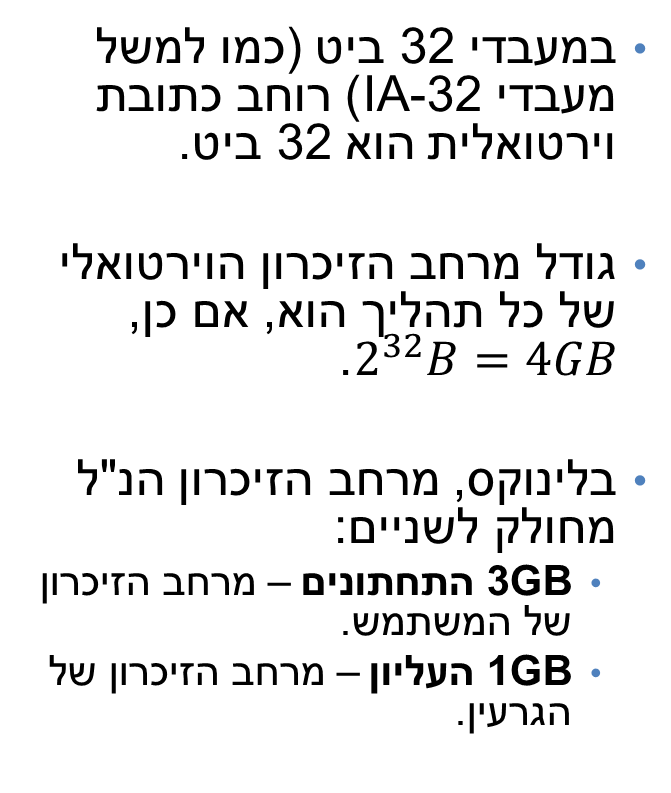 • במעבדי 32 ביט (כמו למשל
מעבדי IA-32) רוחב כתובת
וירטואלית הוא 32 ביט.
• גודל מרחב הזיכרון הוירטואלי
של כל תהליך הוא, אם כן,
2³²B = 4GB.
• בלינוקס, מרחב הזיכרון הנ"ל
מחולק לשניים:
• 3GB התחתונים – מרחב הזיכרון
של המשתמש.
• 1GB העליון – מרחב הזיכרון של
הגרעין.